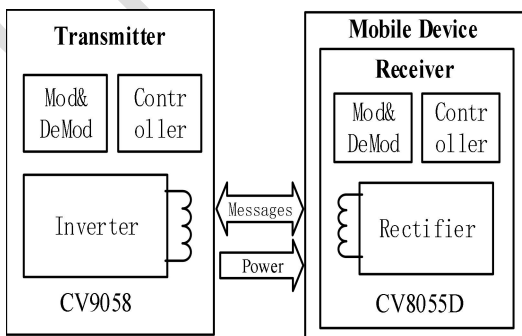 Transmitter
Mod&
DeMod
Contr
oller
Inverter
CV9058
Messages
Power
Mobile Device
Receiver
Mod&
DeMod
Contr
oller
Rectifier
CV8055D